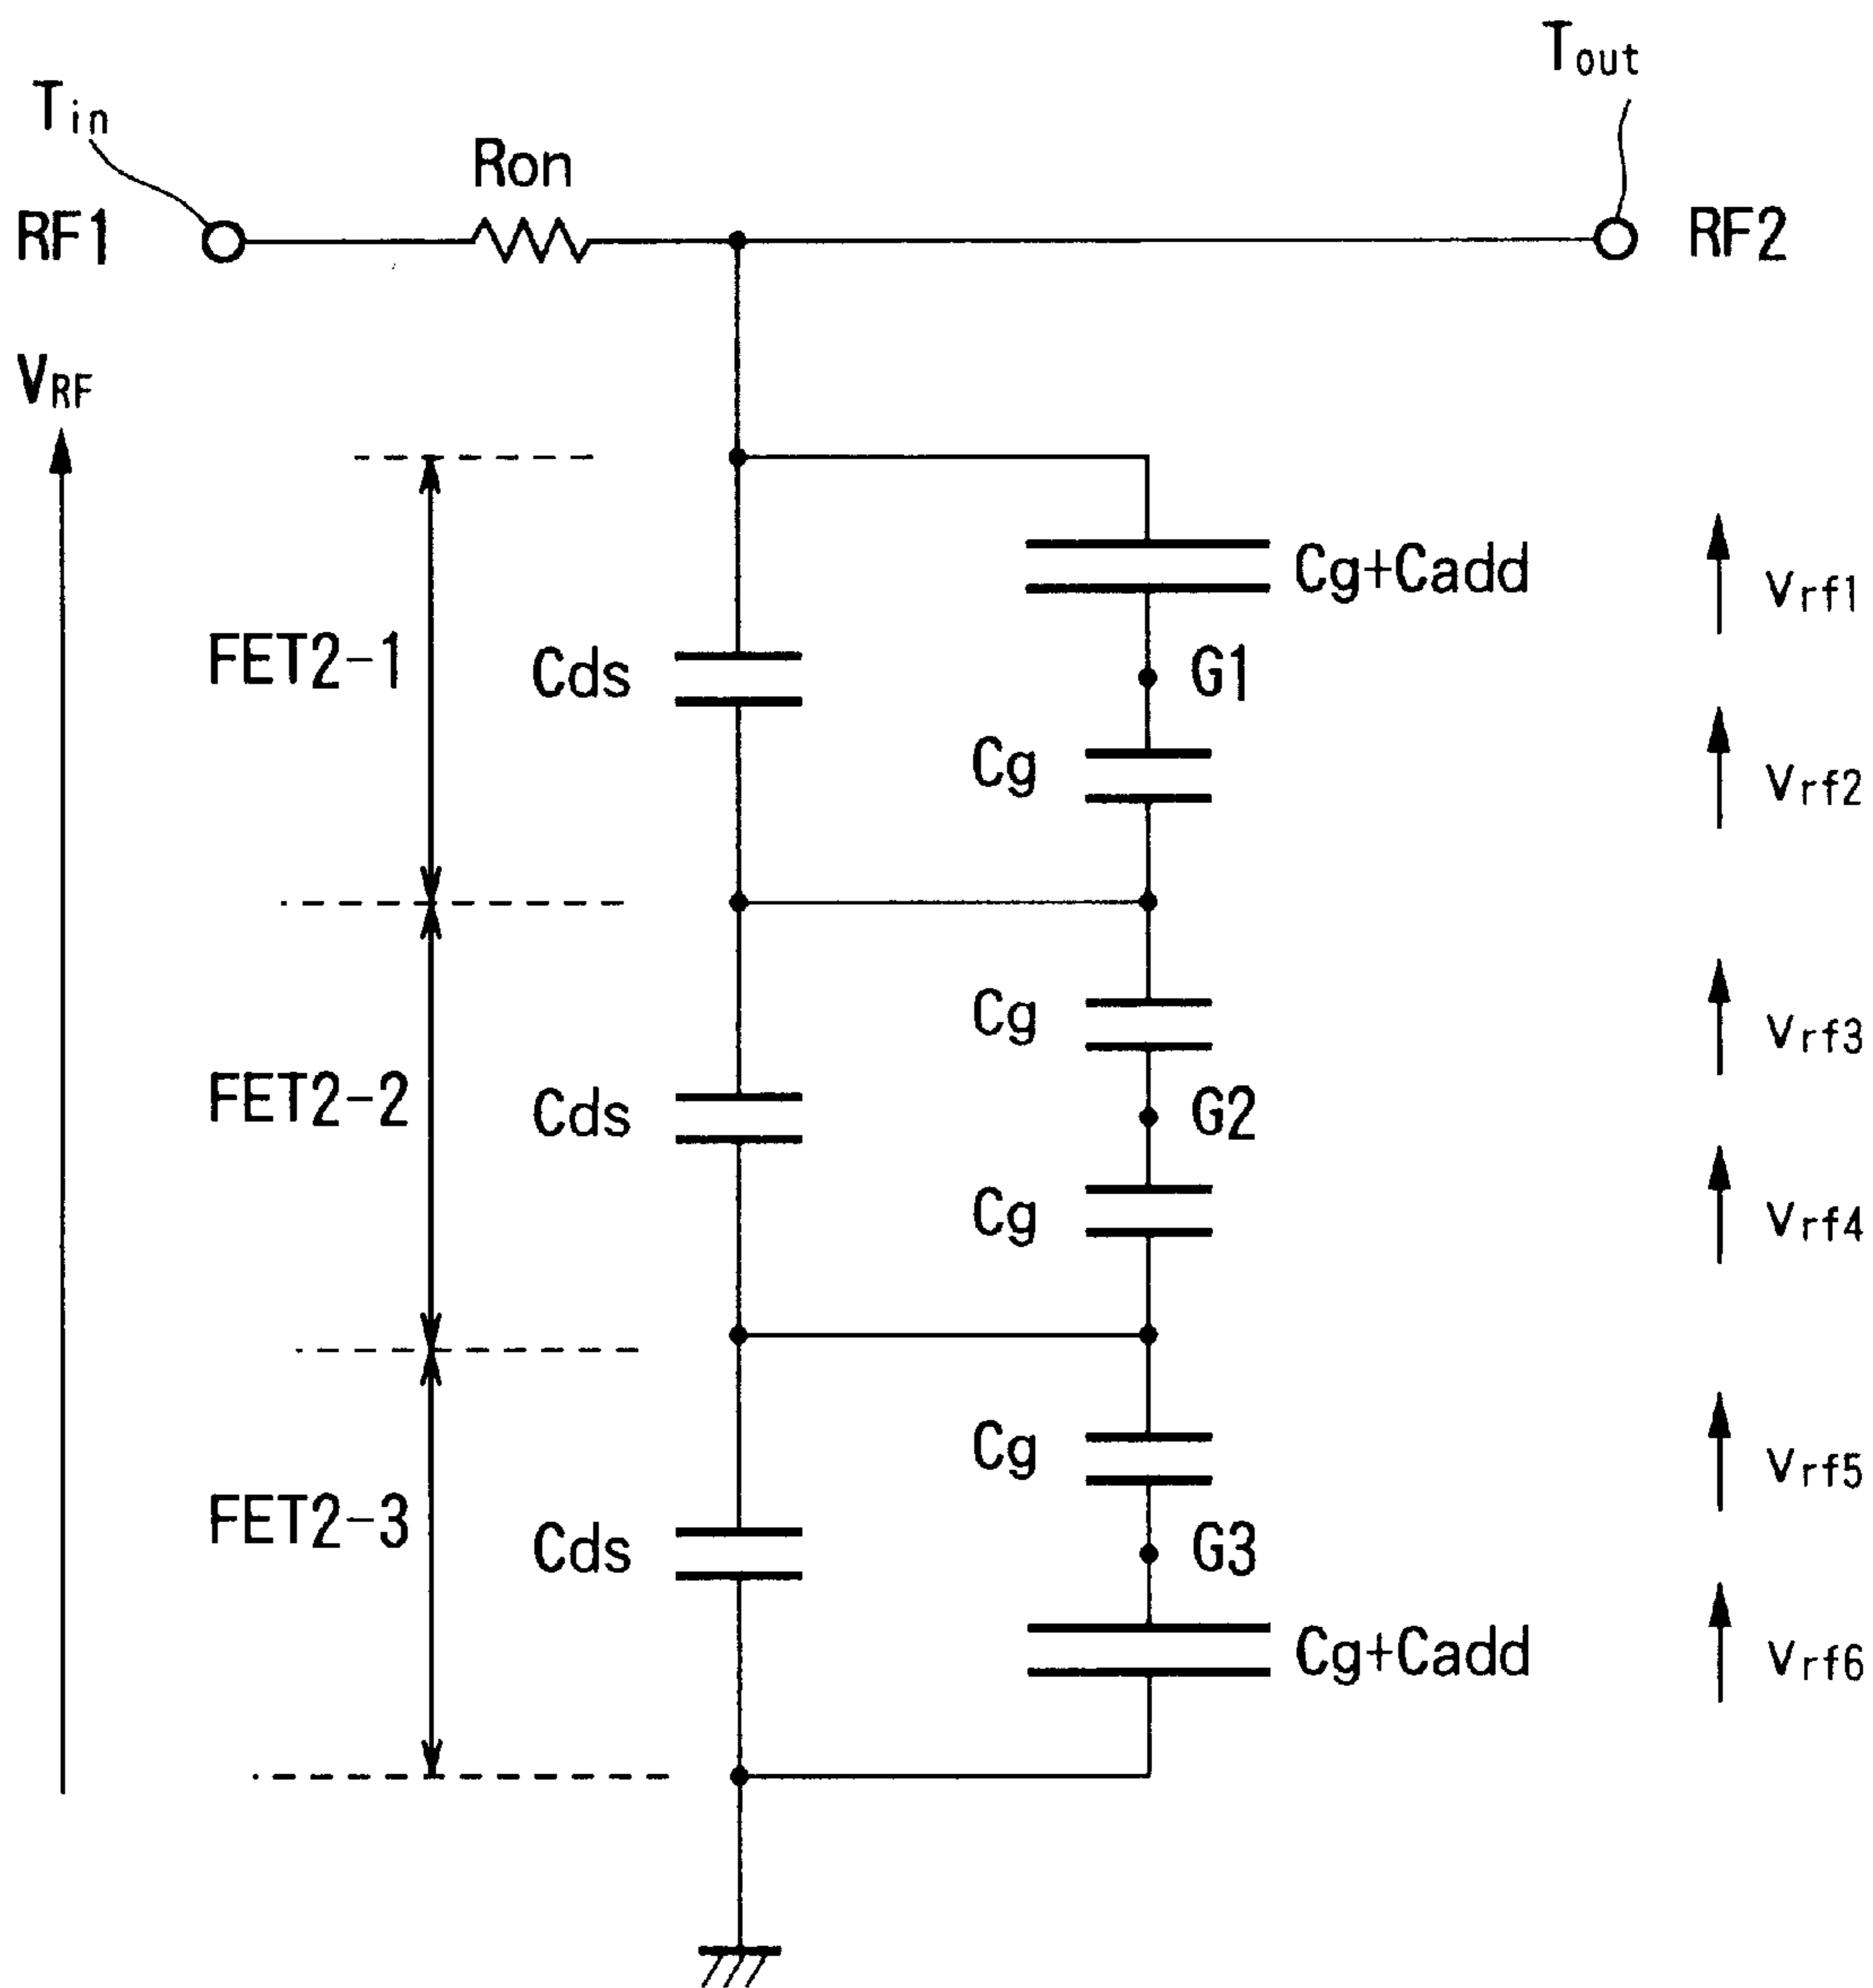 Tout
Tin
Ron
RF1
RF2
VRF
Cg+Cadd
Vrf1
FET2-1
Cds
G1
Cg
Vrf2
Cg
Vrf3
FET2-2
Cds
G2
Cg
Vrf4
Cg
Vrf5
FET2-3
Cds
G3
Cg+Cadd
Vrf6